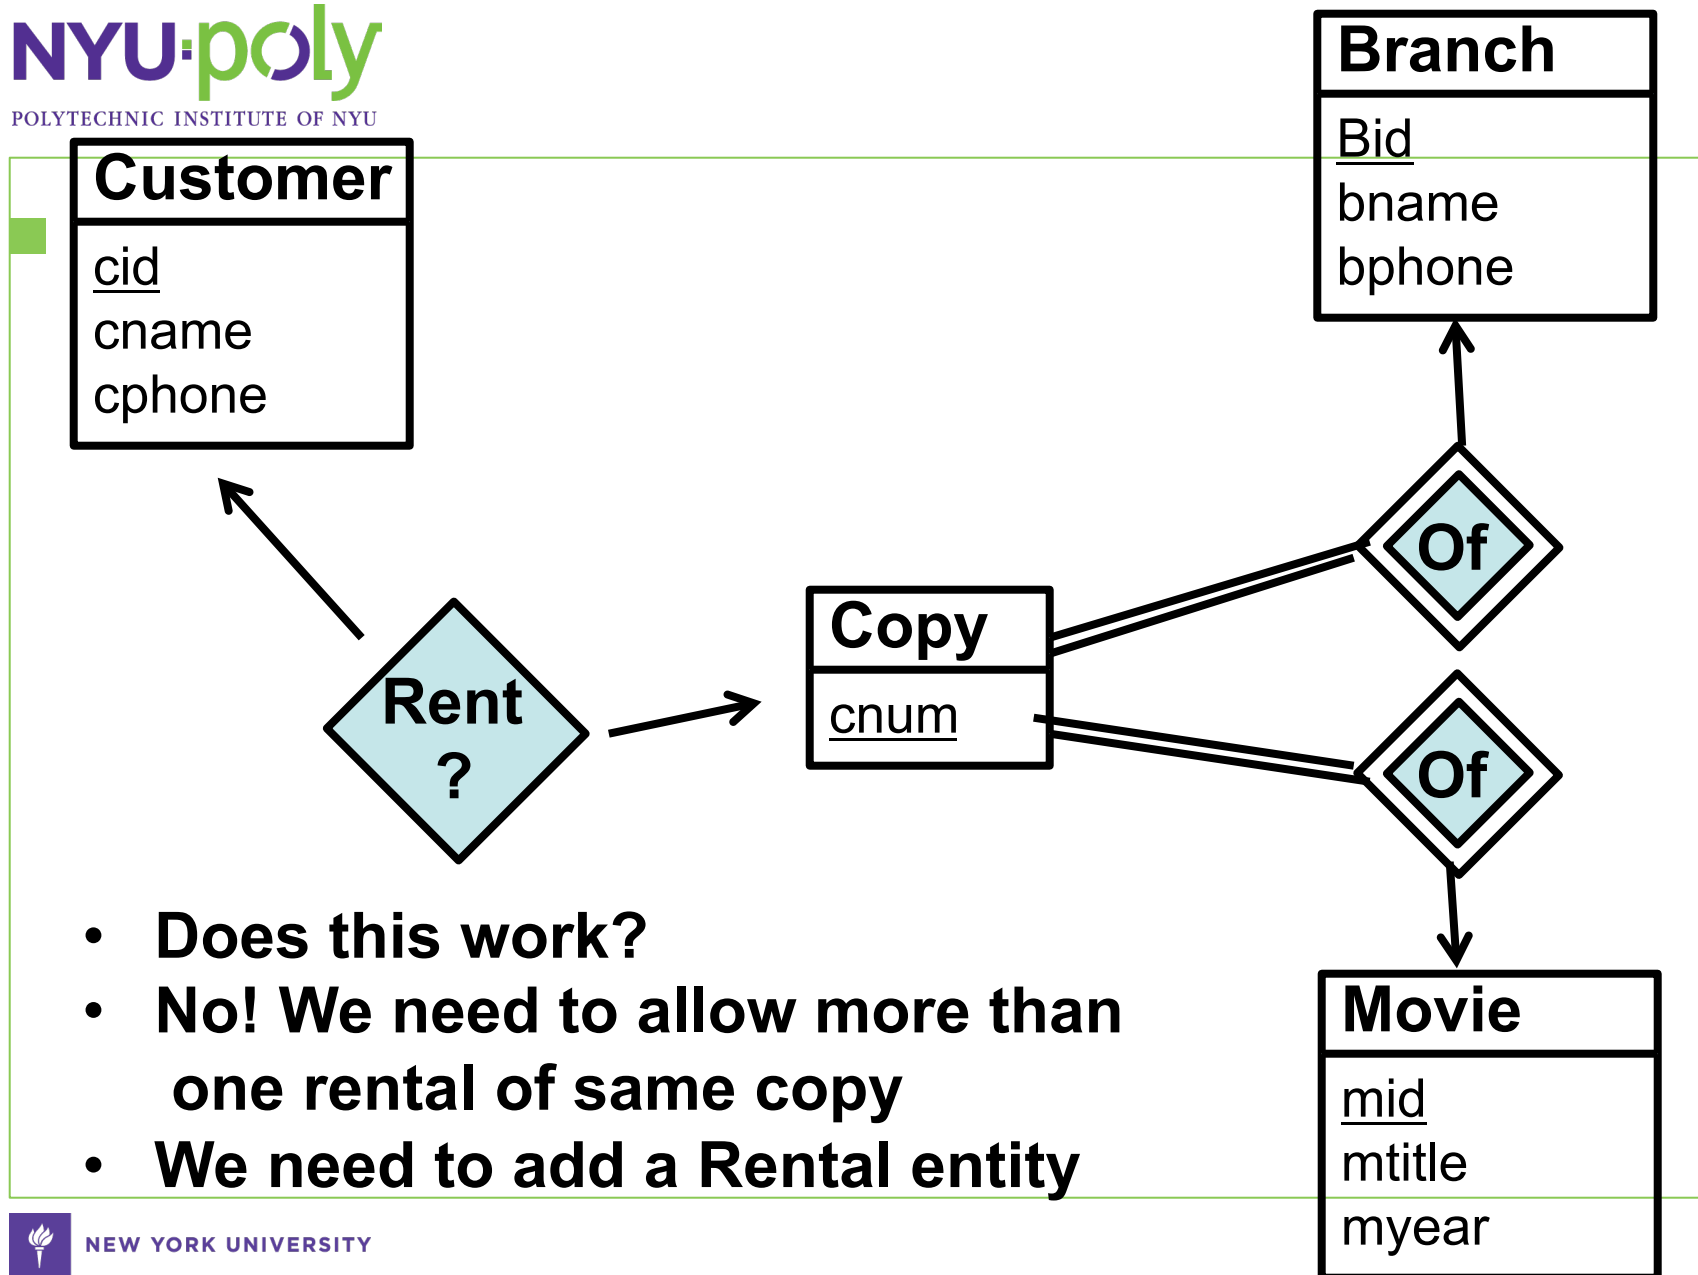 NYU:poly
POLYTECHNIC INSTITUTE OF NYU
Customer
cid
cname
cphone
Branch
Bid
bname
bphone
Rent
?
Copy
cnum
Of
Of
Movie
mid
mtitle
myear
• Does this work?
• No! We need to allow more than
one rental of same copy
• We need to add a Rental entity
NEW YORK UNIVERSITY